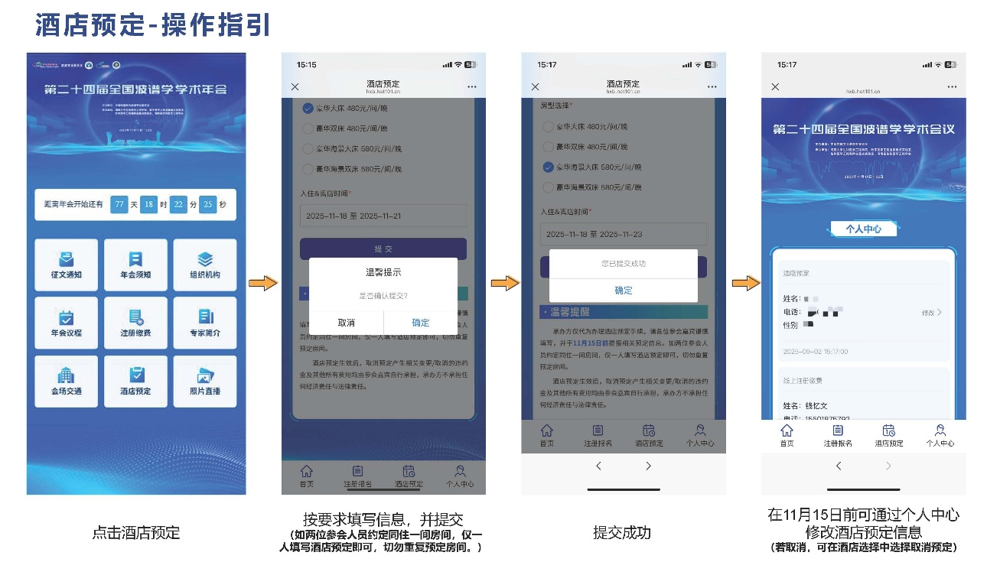 酒店预定-操作指引
第二十四届全国波谱学学术年会
距离年会开始还有 77 天 18 时 22 分 25 秒
征文通知 年会须知 组织机构
年会议程 注册缴费 专家简介
会场交通 酒店预定 照片直播
点击酒店预定
15:15
54
酒店预定
hxb.hot101.cn
豪华大床 480元/间/晚
豪华双床 480元/间/晚
豪华海景大床 580元/间/晚
豪华海景双床 580元/间/晚
入住&离店时间*
2025-11-18 至 2025-11-21
提 交
温馨提示
是否确认提交?
取消 确定
员约定同住一间房间，仅一人填写酒店预定即可，切勿重复
预定房间。
酒店预定生效后，取消预定产生相关变更/取消的违约
金及其他所有费用均由参会嘉宾自行承担，承办方不承担任
何经济责任与法律责任。
首页 注册报名 酒店预定 个人中心
按要求填写信息，并提交
(如两位参会人员约定同住一间房间，仅一
人填写酒店预定即可，切勿重复预定房间。)
15:17
54
酒店预定
hxb.hot101.cn
房型选择*
豪华大床 480元/间/晚
豪华双床 480元/间/晚
豪华海景大床 580元/间/晚
豪华海景双床 580元/间/晚
入住&离店时间*
2025-11-18 至 2025-11-23
您已提交成功
确定
· 温馨提醒
承办方仅代为办理酒店预定手续，请各位参会嘉宾谨慎
填写，并于11月15日前提报相关预定信息。如两位参会人
员约定同住一间房间，仅一人填写酒店预定即可，切勿重复
预定房间。
酒店预定生效后，取消预定产生相关变更/取消的违约
金及其他所有费用均由参会嘉宾自行承担，承办方不承担任
何经济责任与法律责任。
首页 注册报名 酒店预定 个人中心
提交成功
15:17
54
hxb.hot101.cn
第二十四届全国波谱学学术会议
个人中心
酒店预定
姓名:
电话:
性别
修改
2025-09-02 15:17:00
线上注册缴费
姓名: 钱忆文
电话: 15501875792
首页 注册报名 酒店预定 个人中心
在11月15日前可通过个人中心
修改酒店预定信息
(若取消，可在酒店选择中选择取消预定)